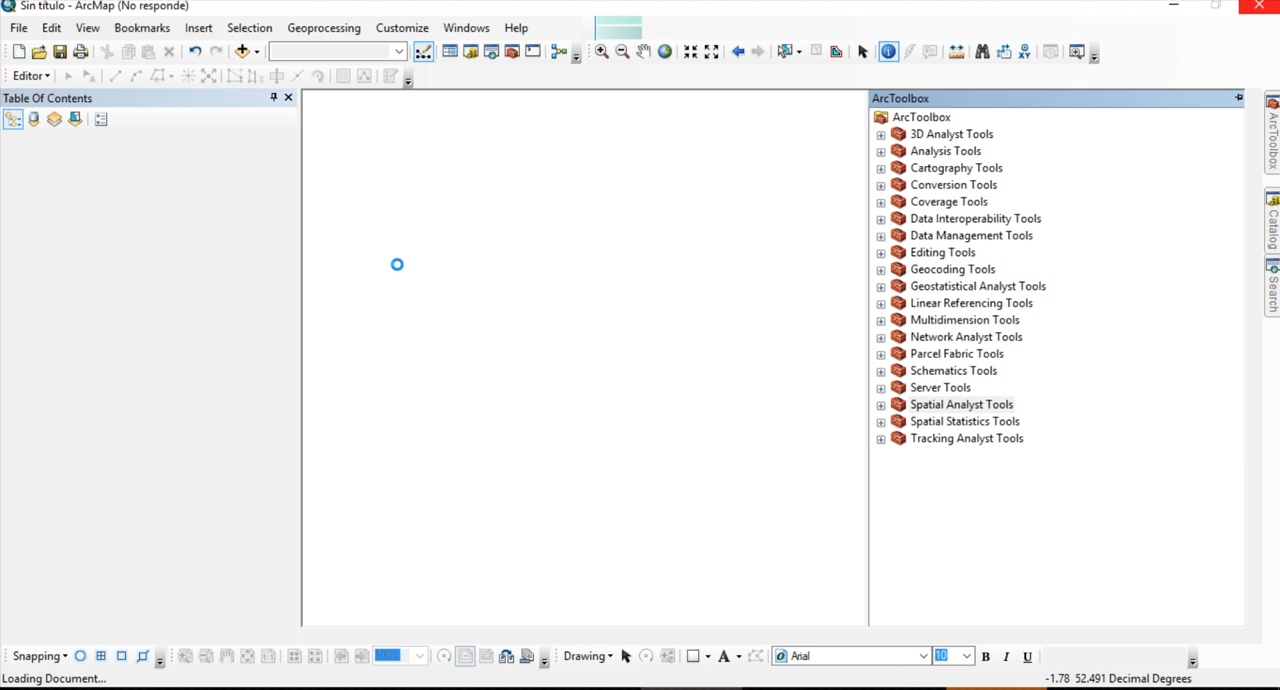 Sin título - ArcMap (No responde)
File Edit View Bookmarks Insert Selection Geoprocessing Customize Windows Help
Editor
Table Of Contents
ArcToolbox
ArcToolbox
3D Analyst Tools
Analysis Tools
Cartography Tools
Conversion Tools
Coverage Tools
Data Interoperability Tools
Data Management Tools
Editing Tools
Geocoding Tools
Geostatistical Analyst Tools
Linear Referencing Tools
Multidimension Tools
Network Analyst Tools
Parcel Fabric Tools
Schematics Tools
Server Tools
Spatial Analyst Tools
Spatial Statistics Tools
Tracking Analyst Tools
ArcToolbox
Catalog
Search
Snapping 100% Drawing A Arial 10 B I U
Loading Document... -1.78 52.491 Decimal Degrees